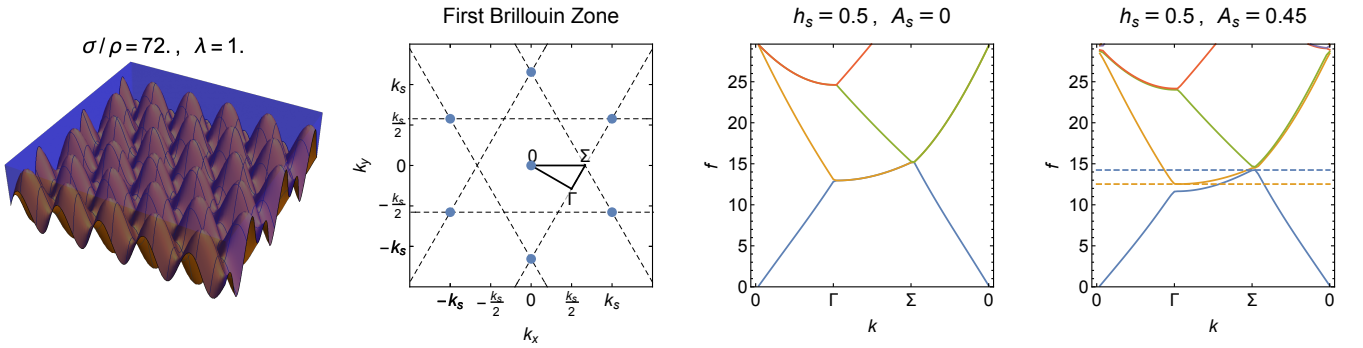 σ/ρ=72., λ=1.
First Brillouin Zone
k_s
k_s/2
0
-k_s/2
-k_s
k_y
0
Σ
Γ
-k_s
-k_s/2
0
k_s/2
k_s
k_x
h_s=0.5, A_s=0
25
20
15
10
5
0
f
0
Γ
Σ
0
k
h_s=0.5, A_s=0.45
25
20
15
10
5
0
f
0
Γ
Σ
0
k